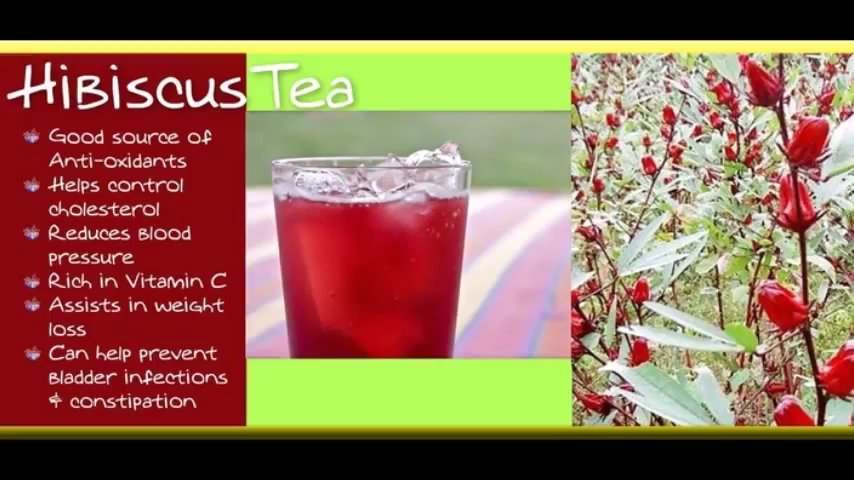 Hibiscus Tea
Good source of
Anti-oxidants
Helps control
cholesterol
Reduces Blood
pressure
Rich in Vitamin C
Assists in weight
loss
Can help prevent
Bladder infections
& constipation